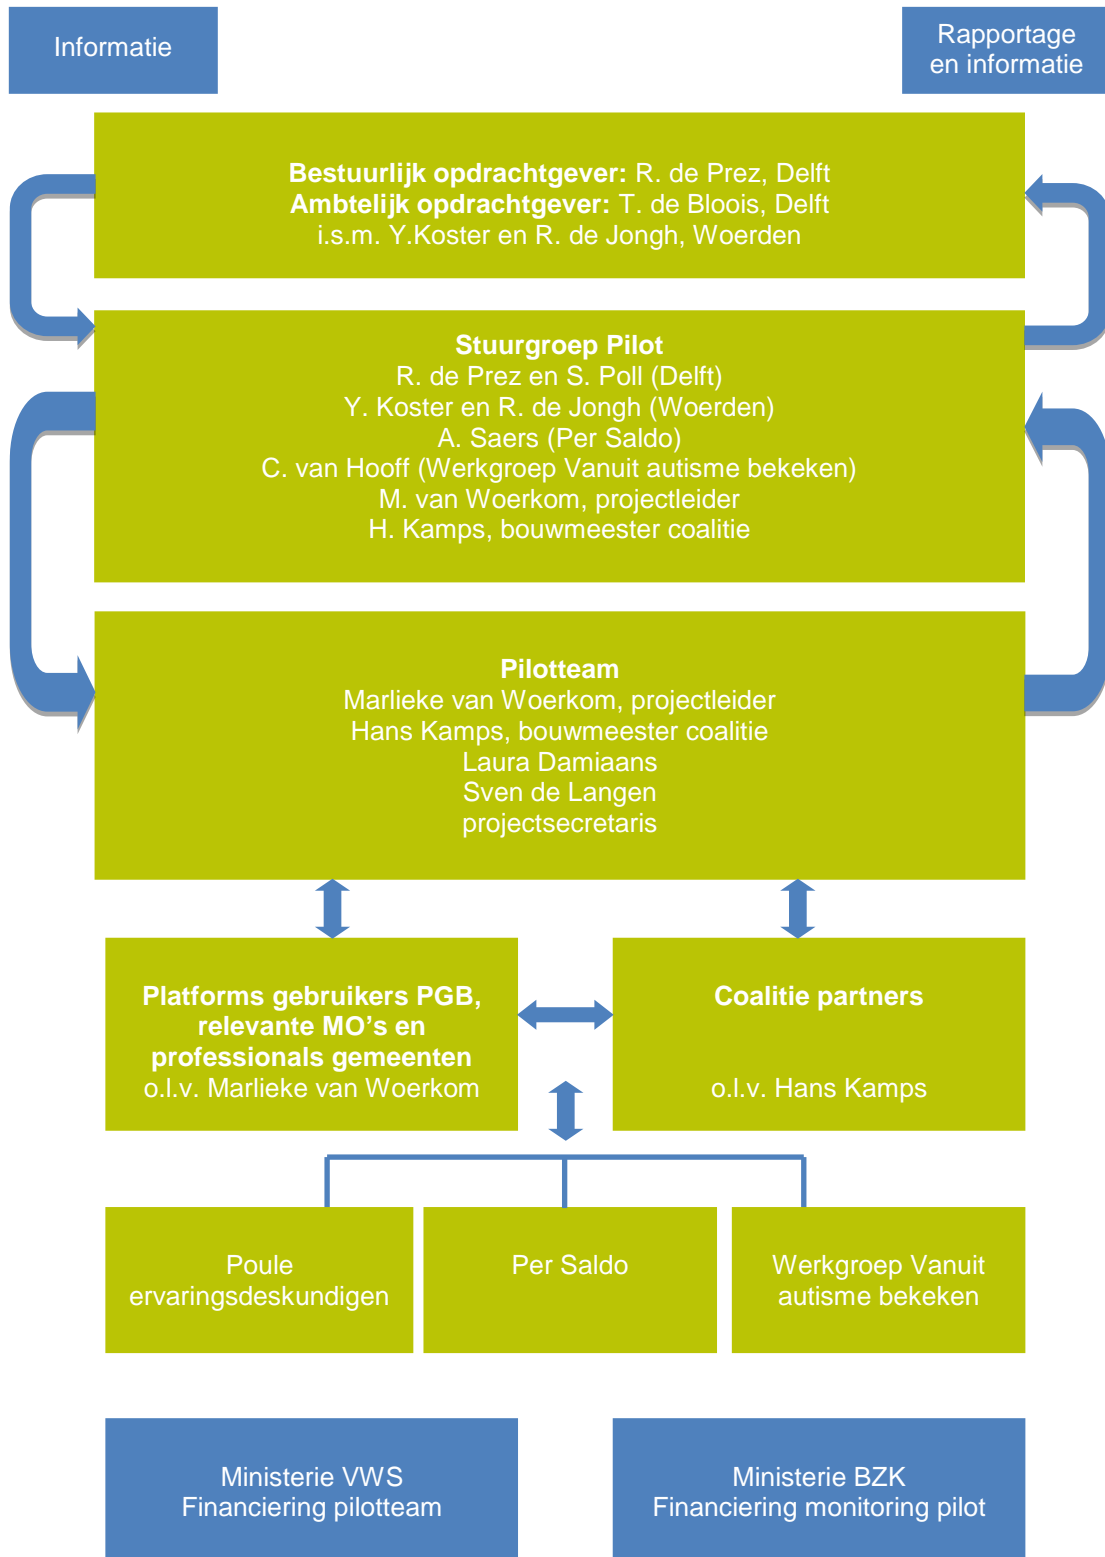 Informatie
Rapportage
en informatie
Bestuurlijk opdrachtgever: R. de Prez, Delft
Ambtelijk opdrachtgever: T. de Bloois, Delft
i.s.m. Y.Koster en R. de Jongh, Woerden
Stuurgroep Pilot
R. de Prez en S. Poll (Delft)
Y. Koster en R. de Jongh (Woerden)
A. Saers (Per Saldo)
C. van Hooff (Werkgroep Vanuit autisme bekeken)
M. van Woerkom, projectleider
H. Kamps, bouwmeester coalitie
Pilotteam
Marlieke van Woerkom, projectleider
Hans Kamps, bouwmeester coalitie
Laura Damiaans
Sven de Langen
projectsecretaris
Platforms gebruikers PGB,
relevante MO’s en
professionals gemeenten
o.l.v. Marlieke van Woerkom
Coalitie partners
o.l.v. Hans Kamps
Poule
ervaringsdeskundigen
Per Saldo
Werkgroep Vanuit
autisme bekeken
Ministerie VWS
Financiering pilotteam
Ministerie BZK
Financiering monitoring pilot